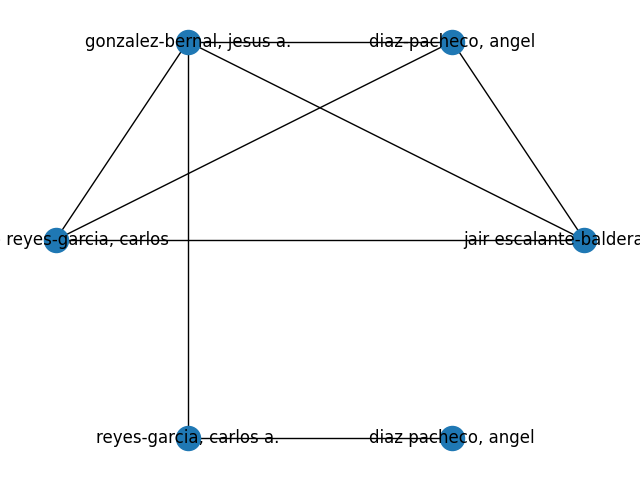 gonzalez-bernal, jesus a.
diaz pacheco, angel
reyes-garcia, carlos
jair escalante-baldera
reyes-garcia, carlos a.
diaz pacheco, angel